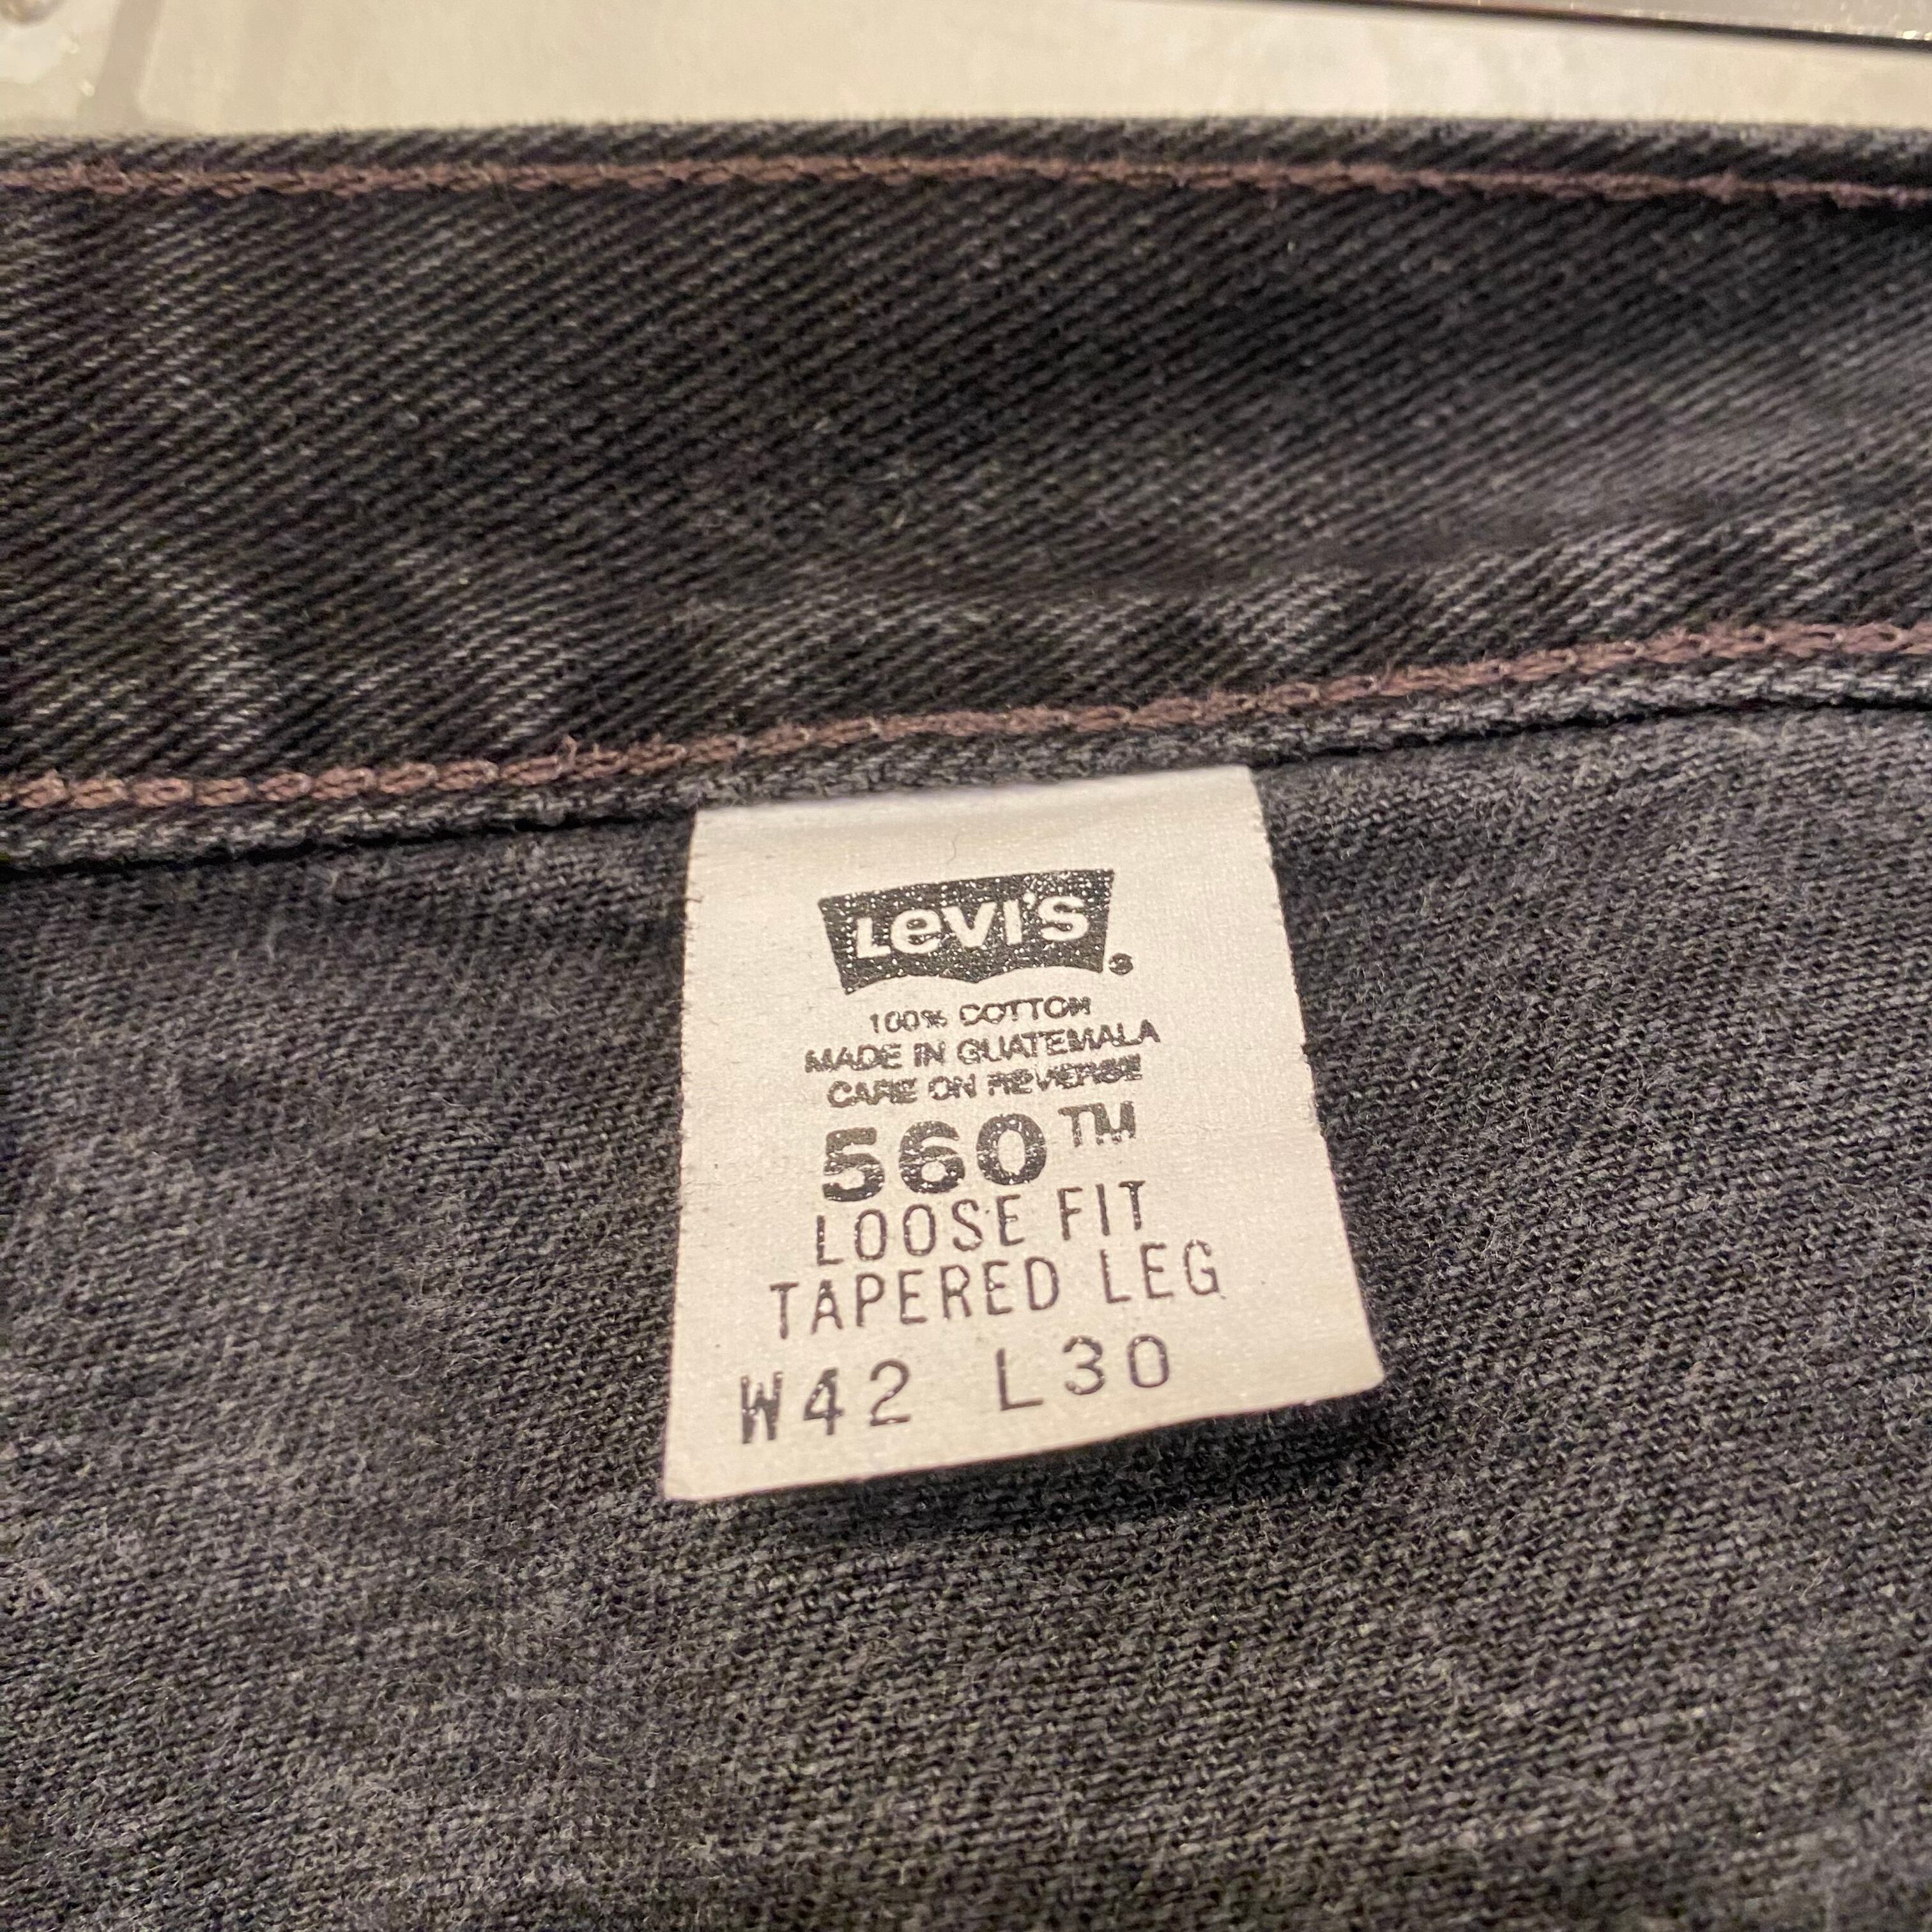 Levi's
100% COTTON
MADE IN GUATEMALA
CARE ON REVERSE
560™
LOOSE FIT
TAPERED LEG
W42 L30